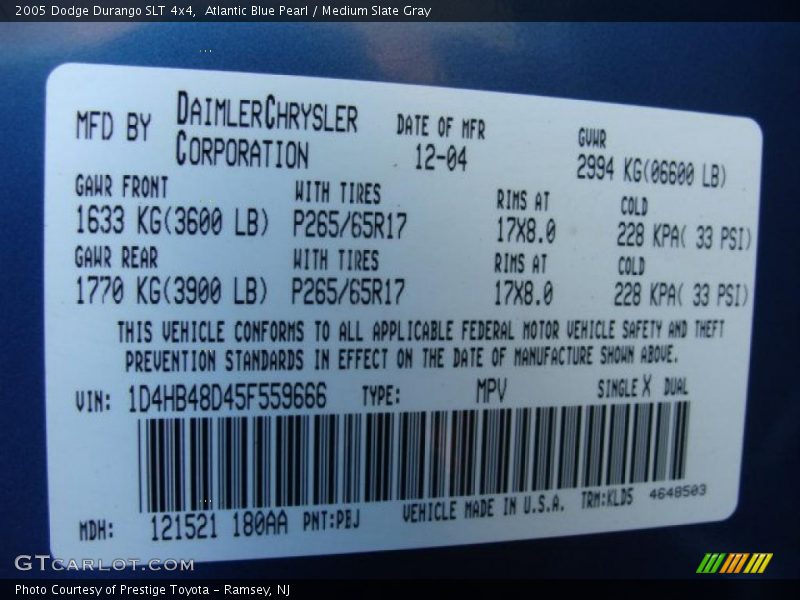 2005 Dodge Durango SLT 4x4,  Atlantic Blue Pearl / Medium Slate Gray
MFD BY DAIMLERCHRYSLER CORPORATION DATE OF MFR 12-04 GVWR 2994 KG(06600 LB)
GAWR FRONT WITH TIRES RIMS AT COLD
1633 KG(3600 LB) P265/65R17 17X8.0 228 KPA( 33 PSI)
GAWR REAR WITH TIRES RIMS AT COLD
1770 KG(3900 LB) P265/65R17 17X8.0 228 KPA( 33 PSI)
THIS VEHICLE CONFORMS TO ALL APPLICABLE FEDERAL MOTOR VEHICLE SAFETY AND THEFT
PREVENTION STANDARDS IN EFFECT ON THE DATE OF MANUFACTURE SHOWN ABOVE.
VIN: 1D4HB48D45F559666 TYPE: MPV SINGLE X DUAL
MDH: 121521 180AA PNT:PBJ VEHICLE MADE IN U.S.A. TRM:KLD5 4648503
GTCARLOT.COM
Photo Courtesy of Prestige Toyota - Ramsey, NJ